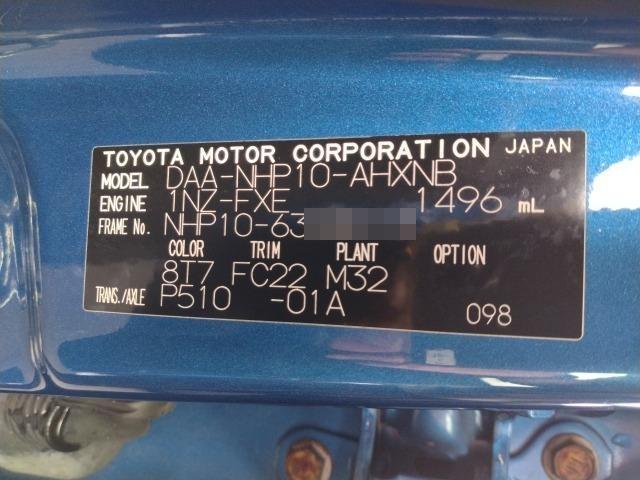 TOYOTA MOTOR CORPORATION JAPAN
MODEL DAA-NHP10-AHXNB
ENGINE 1NZ-FXE 1496 mL
FRAME No. NHP10-63
COLOR TRIM PLANT OPTION
8T7 FC22 M32
TRANS./AXLE P510 -01A
098